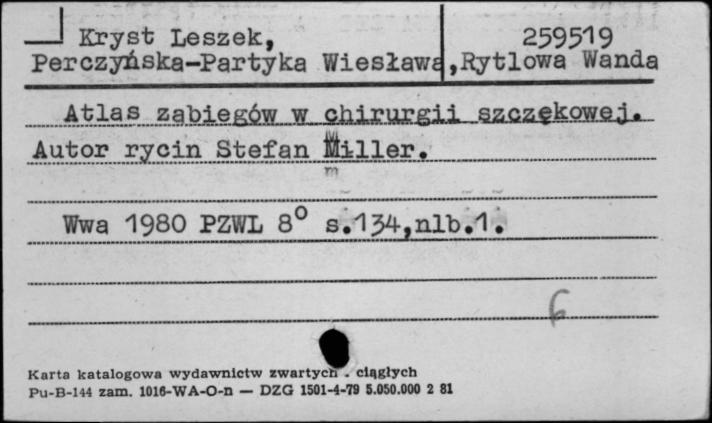 Kryst Leszek, 259519
Perczyńska-Partyka Wiesława,Rytlowa Wanda
Atlas zabiegów w chirurgii szczękowej.
Autor rycin Stefan Miller.
m
Wwa 1980 PZWL 8° s.134,nlb.1.
6
Karta katalogowa wydawnictw zwartych . ciągłych
Pu-B-144 zam. 1016-WA-O-n — DZG 1501-4-79 5.050.000 2 81